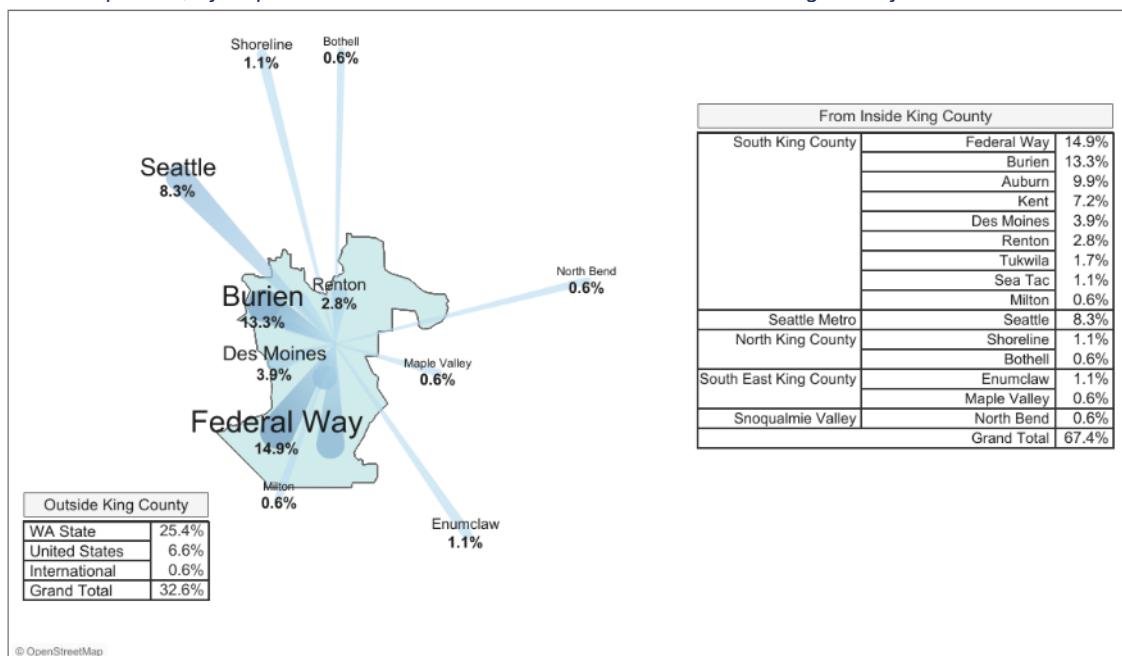 Shoreline
1.1%
Bothell
0.6%
Seattle
8.3%
North Bend
0.6%
Renton
2.8%
Burien
13.3%
Des Moines
3.9%
Maple Valley
0.6%
Federal Way
14.9%
Milton
0.6%
Enumclaw
1.1%
From Inside King County
South King County Federal Way 14.9%
Burien 13.3%
Auburn 9.9%
Kent 7.2%
Des Moines 3.9%
Renton 2.8%
Tukwila 1.7%
Sea Tac 1.1%
Milton 0.6%
Seattle Metro Seattle 8.3%
North King County Shoreline 1.1%
Bothell 0.6%
South East King County Enumclaw 1.1%
Maple Valley 0.6%
Snoqualmie Valley North Bend 0.6%
Grand Total 67.4%
Outside King County
WA State 25.4%
United States 6.6%
International 0.6%
Grand Total 32.6%
© OpenStreetMap